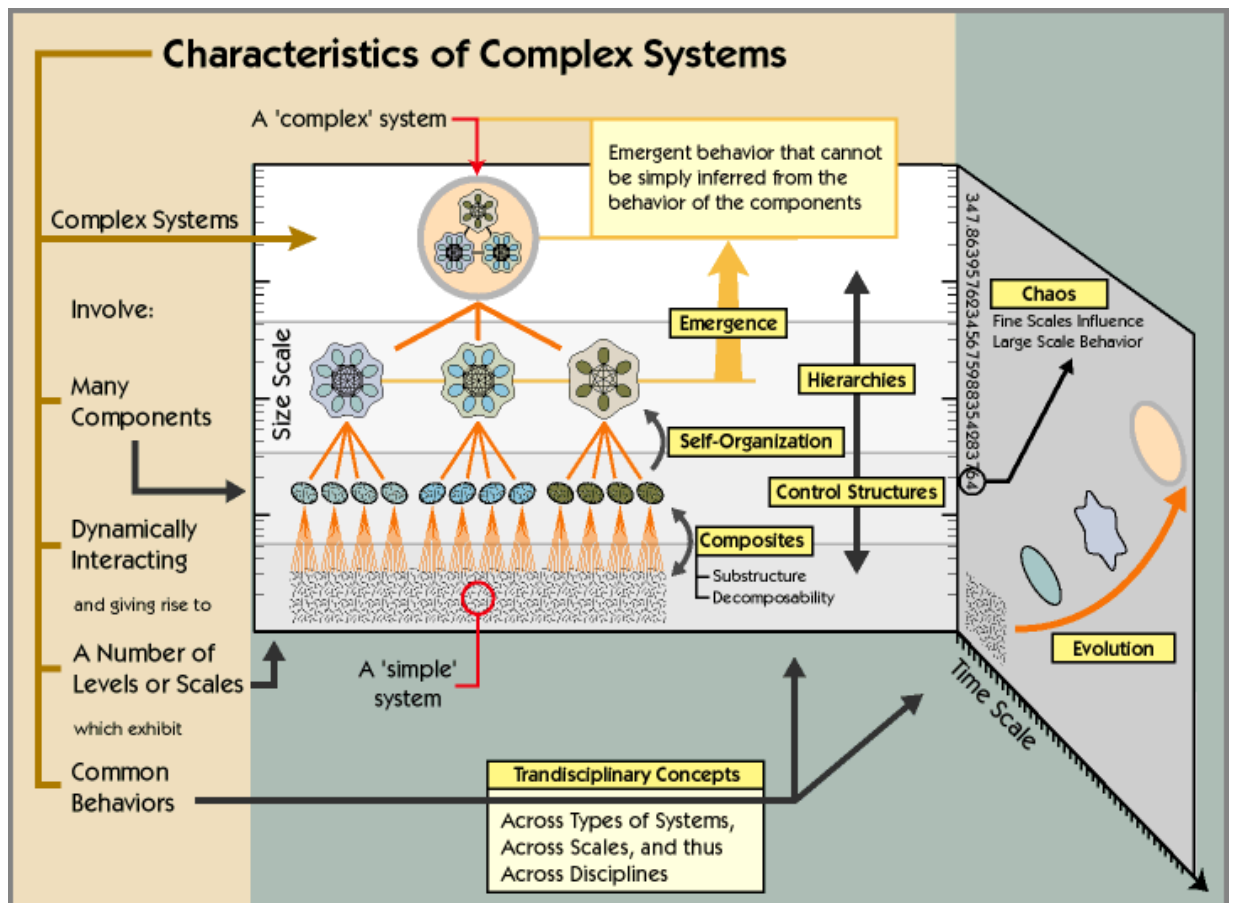 Characteristics of Complex Systems
A 'complex' system
Emergent behavior that cannot
be simply inferred from the
behavior of the components
Complex Systems
Involve:
Many
Components
Dynamically
Interacting
and giving rise to
A Number of
Levels or Scales
which exhibit
Common
Behaviors
Size Scale
Emergence
Hierarchies
Self-Organization
Control Structures
Composites
Substructure
Decomposability
A 'simple'
system
347.86395762345675988354283764
Chaos
Fine Scales Influence
Large Scale Behavior
Evolution
Time Scale
Trandisciplinary Concepts
Across Types of Systems,
Across Scales, and thus
Across Disciplines